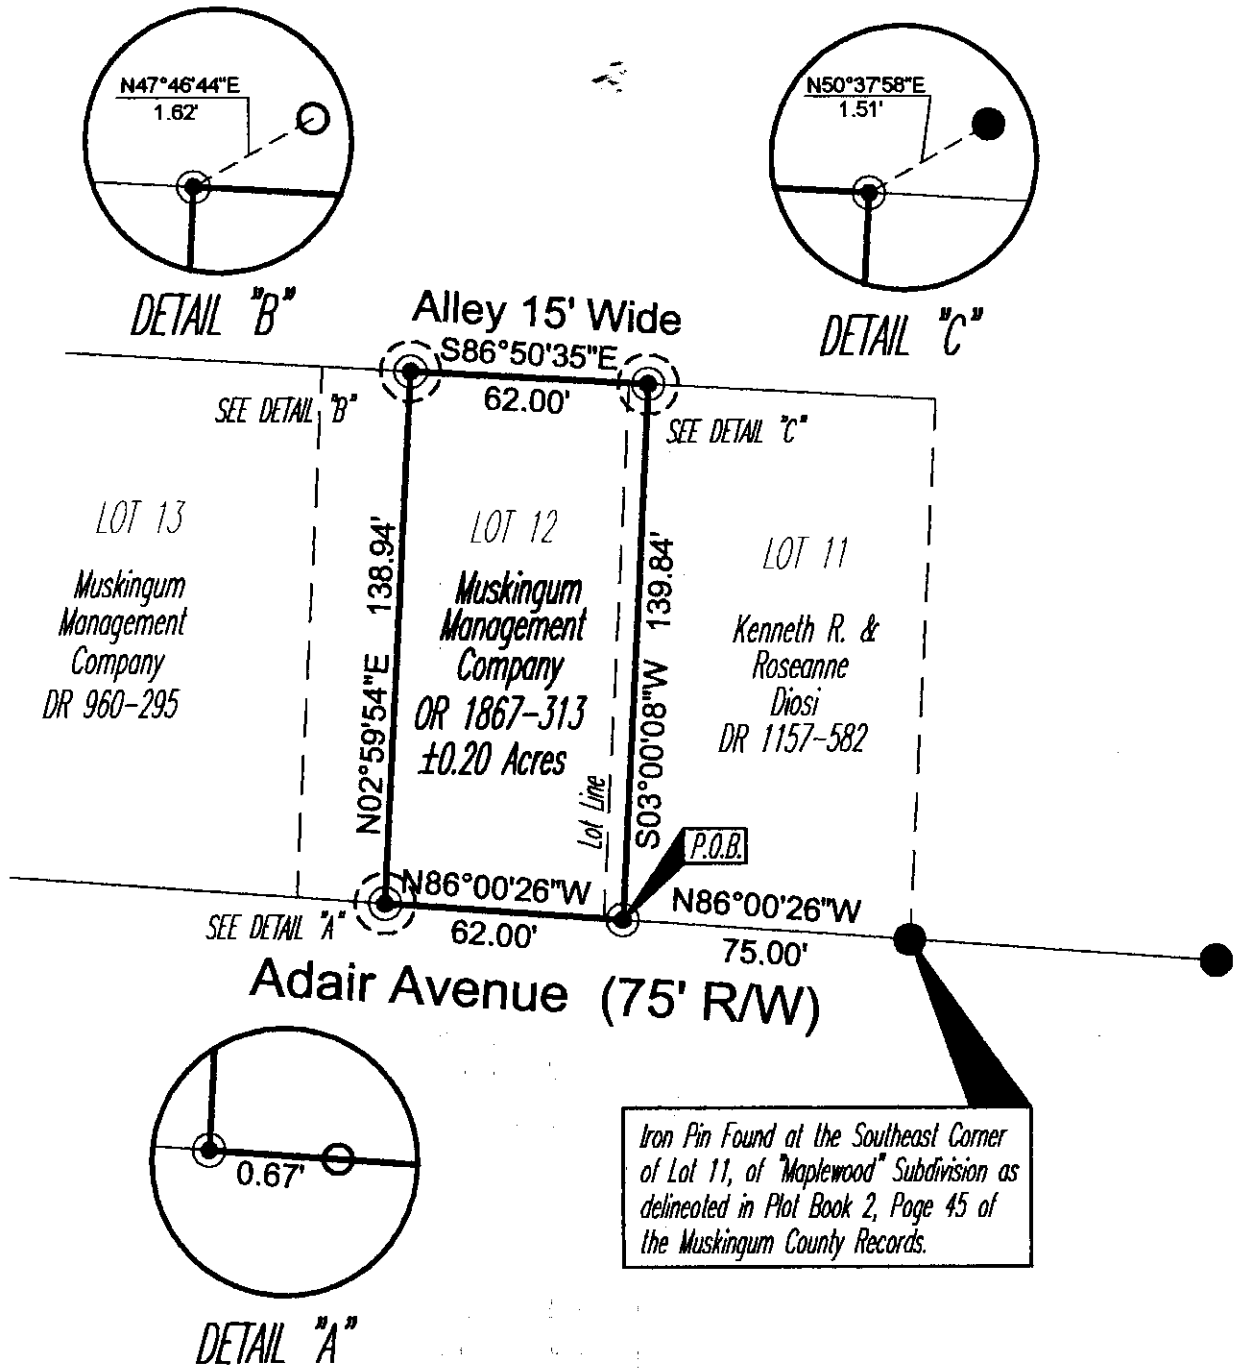 N47°46'44"E
1.62'
DETAIL "B"
N50°37'58"E
1.51'
DETAIL "C"
Alley 15' Wide
S86°50'35"E
62.00'
SEE DETAIL "B"
SEE DETAIL "C"
LOT 13
Muskingum
Management
Company
DR 960-295
N02°59'54"E 138.94'
LOT 12
Muskingum
Management
Company
OR 1867-313
±0.20 Acres
Lot Line
S03°00'08"W 139.84'
LOT 11
Kenneth R. &
Roseanne
Diosi
DR 1157-582
P.O.B.
N86°00'26"W
62.00'
N86°00'26"W
75.00'
SEE DETAIL "A"
Adair Avenue (75' R/W)
0.67'
DETAIL "A"
Iron Pin Found at the Southeast Corner
of Lot 11, of "Maplewood" Subdivision as
delineated in Plat Book 2, Page 45 of
the Muskingum County Records.